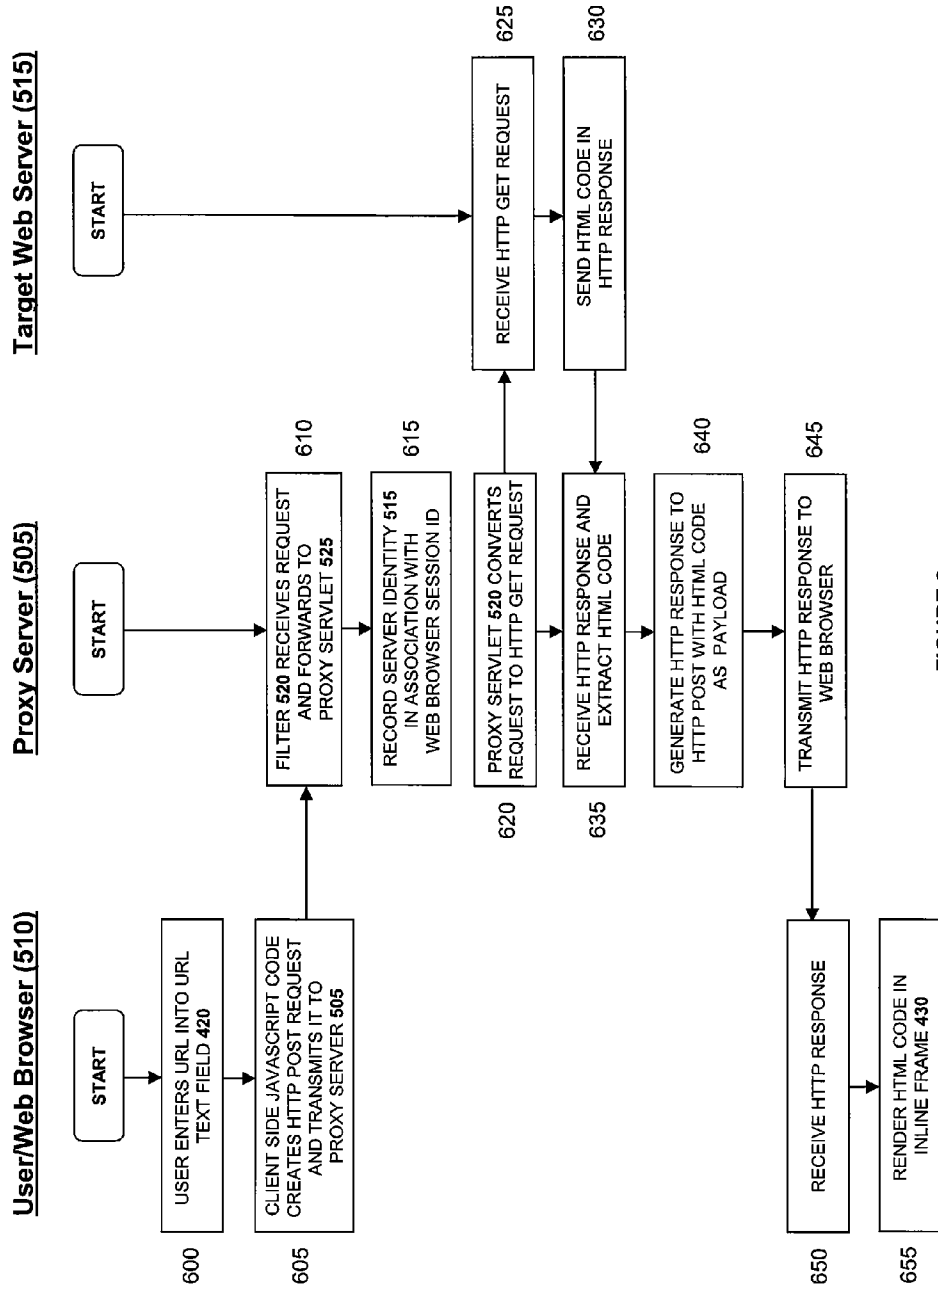 User/Web Browser (510)
START
USER ENTERS URL INTO URL
TEXT FIELD 420
600
CLIENT SIDE JAVASCRIPT CODE
CREATES HTTP POST REQUEST
AND TRANSMITS IT TO
PROXY SERVER 505
605
RECEIVE HTTP RESPONSE
650
RENDER HTML CODE IN
INLINE FRAME 430
655
Proxy Server (505)
START
FILTER 520 RECEIVES REQUEST
AND FORWARDS TO
PROXY SERVLET 525
610
RECORD SERVER IDENTITY 515
IN ASSOCIATION WITH
WEB BROWSER SESSION ID
615
PROXY SERVLET 520 CONVERTS
REQUEST TO HTTP GET REQUEST
620
RECEIVE HTTP RESPONSE AND
EXTRACT HTML CODE
635
GENERATE HTTP RESPONSE TO
HTTP POST WITH HTML CODE
AS PAYLOAD
640
TRANSMIT HTTP RESPONSE TO
WEB BROWSER
645
Target Web Server (515)
START
RECEIVE HTTP GET REQUEST
625
SEND HTML CODE IN
HTTP RESPONSE
630